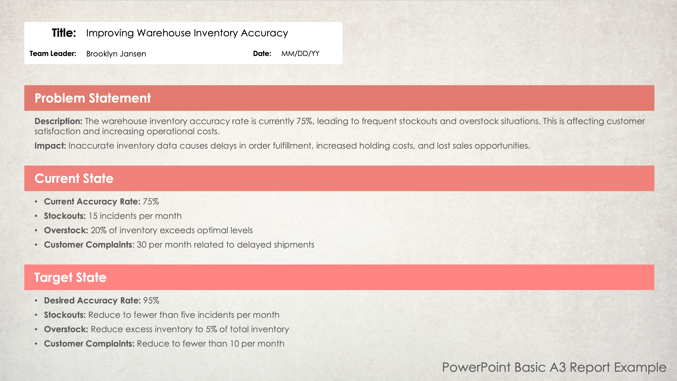 Title: Improving Warehouse Inventory Accuracy
Team Leader: Brooklyn Jansen Date: MM/DD/YY
Problem Statement
Description: The warehouse inventory accuracy rate is currently 75%, leading to frequent stockouts and overstock situations. This is affecting customer
satisfaction and increasing operational costs.
Impact: Inaccurate inventory data causes delays in order fulfillment, increased holding costs, and lost sales opportunities.
Current State
• Current Accuracy Rate: 75%
• Stockouts: 15 incidents per month
• Overstock: 20% of inventory exceeds optimal levels
• Customer Complaints: 30 per month related to delayed shipments
Target State
• Desired Accuracy Rate: 95%
• Stockouts: Reduce to fewer than five incidents per month
• Overstock: Reduce excess inventory to 5% of total inventory
• Customer Complaints: Reduce to fewer than 10 per month
PowerPoint Basic A3 Report Example